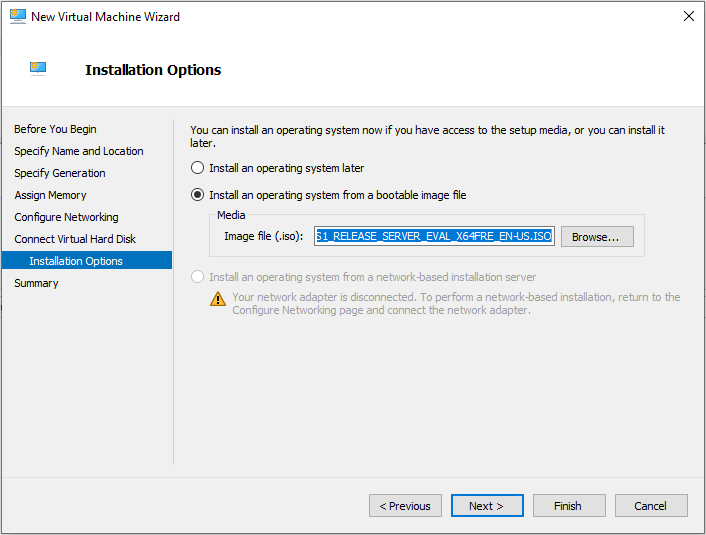 New Virtual Machine Wizard
Installation Options
Before You Begin
Specify Name and Location
Specify Generation
Assign Memory
Configure Networking
Connect Virtual Hard Disk
Installation Options
Summary
You can install an operating system now if you have access to the setup media, or you can install it
later.
Install an operating system later
Install an operating system from a bootable image file
Media
Image file (.iso): S1_RELEASE_SERVER_EVAL_X64FRE_EN-US.ISO Browse...
Install an operating system from a network-based installation server
Your network adapter is disconnected. To perform a network-based installation, return to the
Configure Networking page and connect the network adapter.
< Previous Next > Finish Cancel